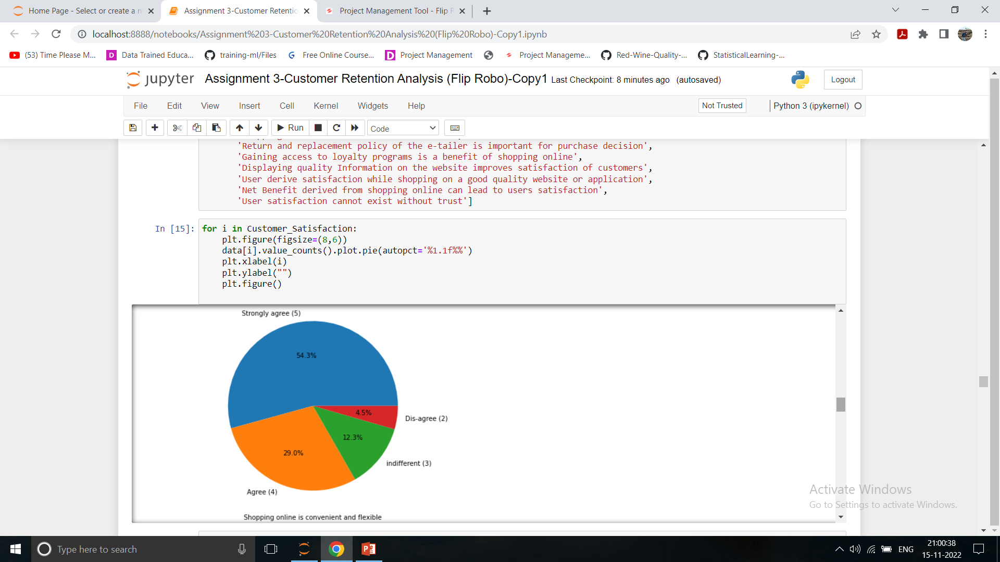 Home Page - Select or create a n
Assignment 3-Customer Retentic
Project Management Tool - Flip R
localhost:8888/notebooks/Assignment%203-Customer%20Retention%20Analysis%20(Flip%20Robo)-Copy1.ipynb
(53) Time Please M...
Data Trained Educa...
training-ml/Files
Free Online Course...
Project Management
Project Manageme...
Red-Wine-Quality-...
StatisticalLearning-...
jupyter Assignment 3-Customer Retention Analysis (Flip Robo)-Copy1 Last Checkpoint: 8 minutes ago (autosaved)
Logout
File Edit View Insert Cell Kernel Widgets Help
Not Trusted
Python 3 (ipykernel)
Run
Code
'Return and replacement policy of the e-tailer is important for purchase decision',
'Gaining access to loyalty programs is a benefit of shopping online',
'Displaying quality Information on the website improves satisfaction of customers',
'User derive satisfaction while shopping on a good quality website or application',
'Net Benefit derived from shopping online can lead to users satisfaction',
'User satisfaction cannot exist without trust']
In [15]: for i in Customer_Satisfaction:
plt.figure(figsize=(8,6))
data[i].value_counts().plot.pie(autopct='%1.1f%%')
plt.xlabel(i)
plt.ylabel("")
plt.figure()
Strongly agree (5)
54.3%
4.5%
Dis-agree (2)
12.3%
29.0%
indifferent (3)
Agree (4)
Shopping online is convenient and flexible
Activate Windows
Go to Settings to activate Windows.
Type here to search
ENG
21:00:38
15-11-2022